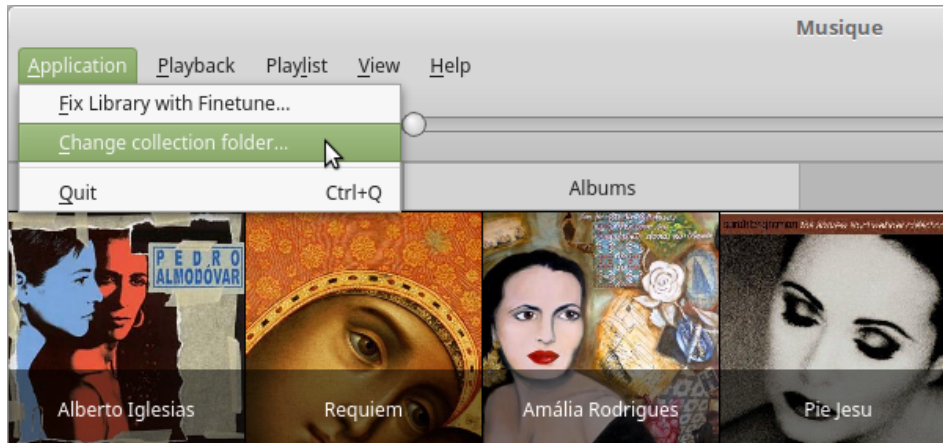 Musique
Application Playback Playlist View Help
Fix Library with Finetune...
Change collection folder...
Quit Ctrl+Q
Albums
PEDRO
ALMODÓVAR
Alberto Iglesias
Requiem
Amália Rodrigues
Pie Jesu